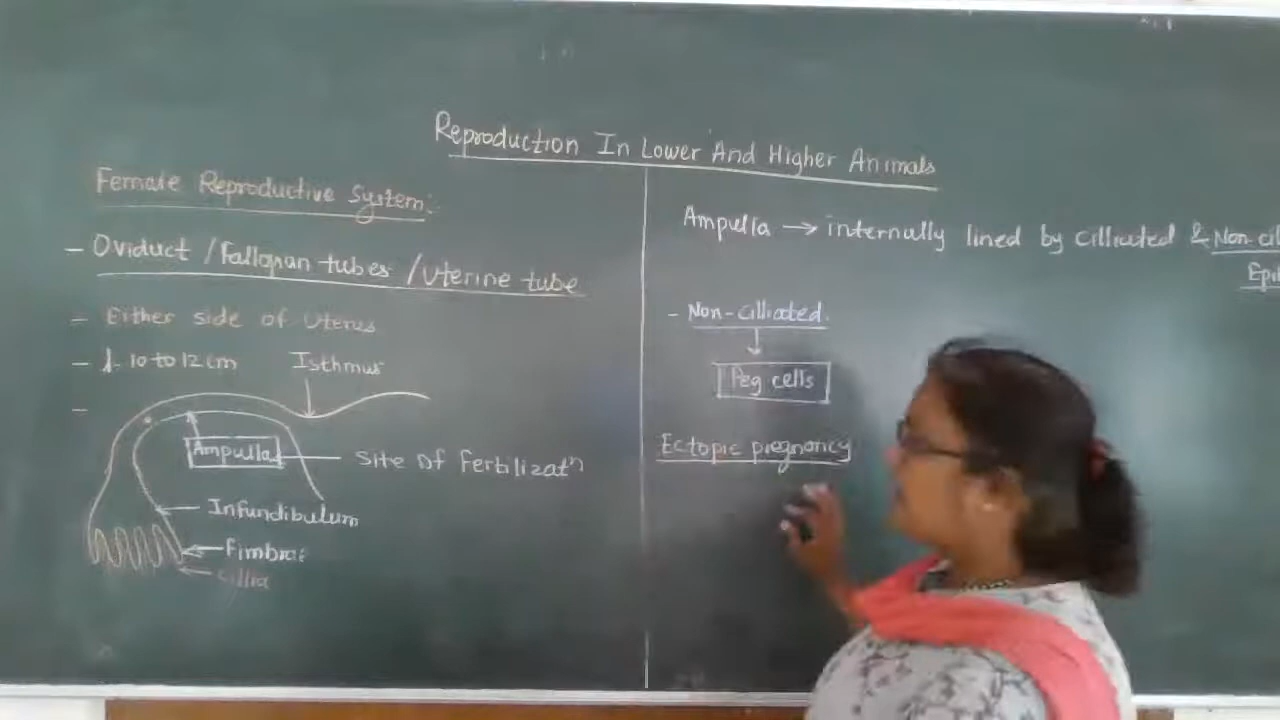 Reproduction In Lower And Higher Animals
Female Reproductive System:
- Oviduct / Fallopian tubes / Uterine tube
- Either side of Uterus
- l. 10 to 12 cm
Isthmus
-
Ampulla
Site of Fertilizatn
Infundibulum
Fimbrae
cillia
Ampulla → internally lined by cilliated & Non-cil
Epi
- Non-cilliated.
Peg cells
Ectopic pregnancy